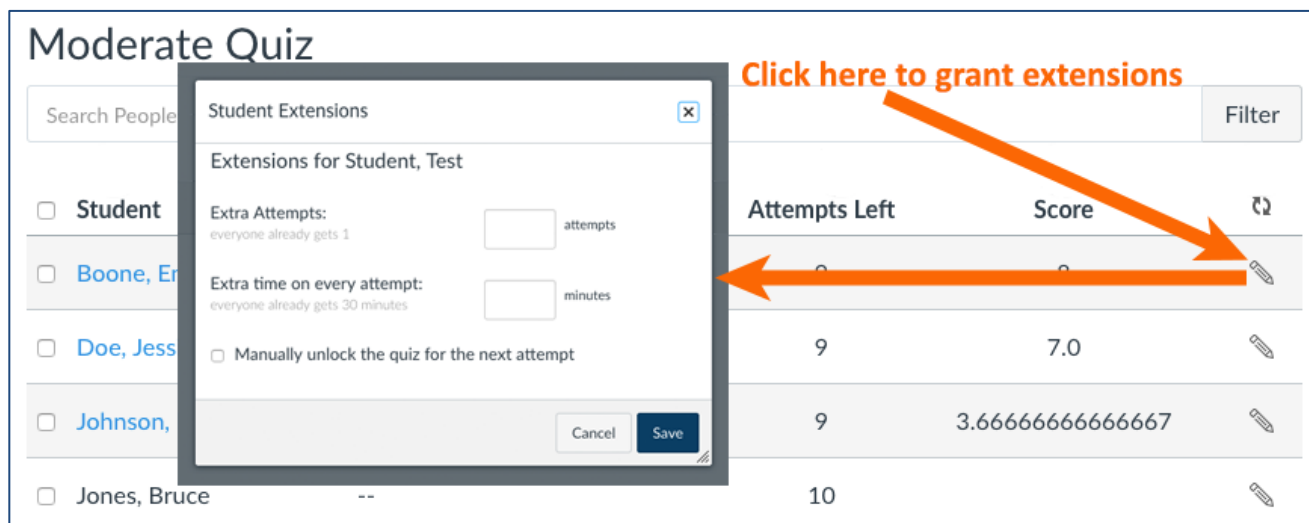 Moderate Quiz
Click here to grant extensions
Search People
Filter
Student Extensions
Extensions for Student, Test
Extra Attempts:
everyone already gets 1
attempts
Extra time on every attempt:
everyone already gets 30 minutes
minutes
Manually unlock the quiz for the next attempt
Cancel Save
Student Attempts Left Score
Boone,
Doe, Jess 9 7.0
Johnson, 9 3.66666666666667
Jones, Bruce -- 10